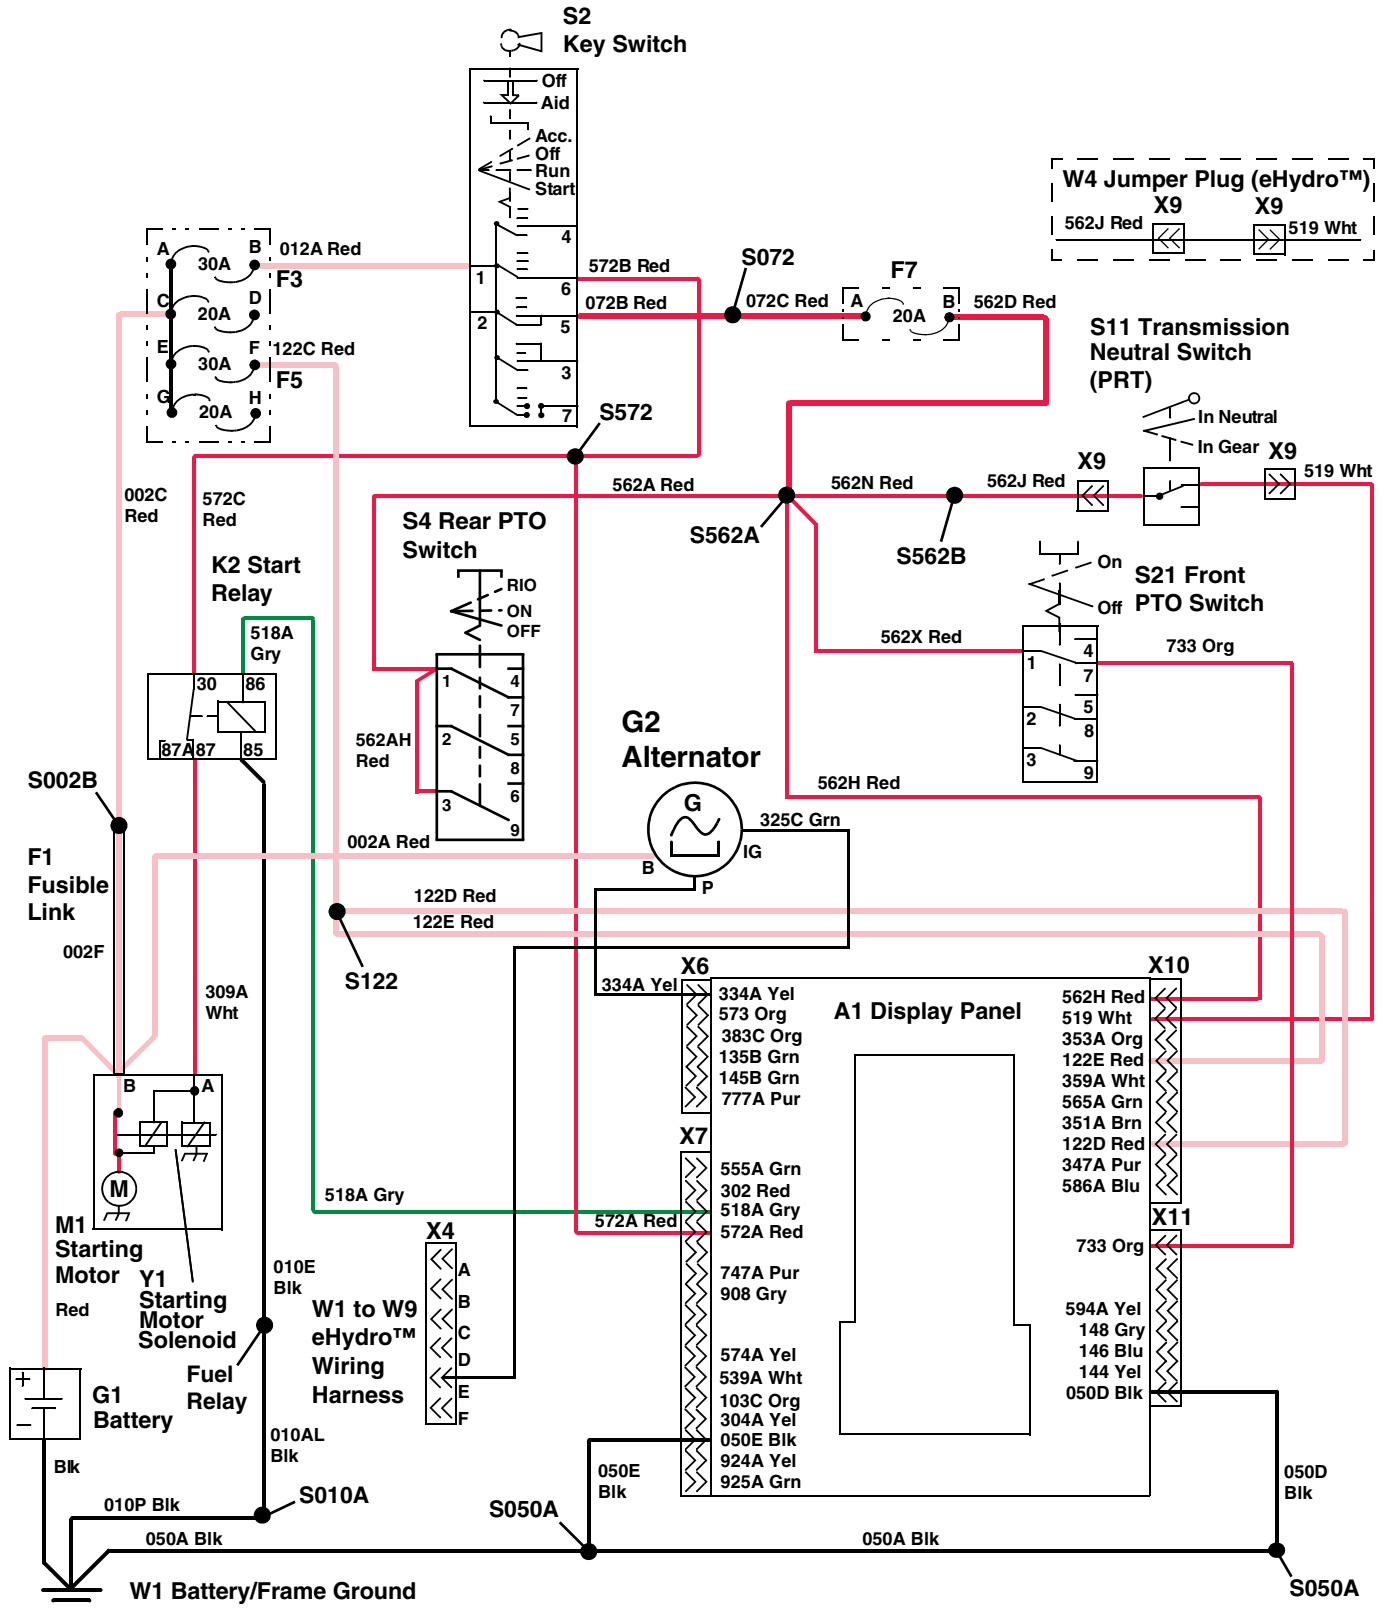 S2
Key Switch
Off
Aid
Acc.
Off
Run
Start
4
1
6
2
5
3
7
W4 Jumper Plug (eHydro™)
X9
X9
562J Red
519 Wht
A
B
30A
012A Red
F3
C
D
20A
E
F
30A
122C Red
F5
G
H
20A
572B Red
072B Red
S072
072C Red
F7
A
B
20A
562D Red
S11 Transmission
Neutral Switch
(PRT)
In Neutral
In Gear
X9
X9
519 Wht
S572
002C
Red
572C
Red
562A Red
562N Red
562J Red
S562A
S562B
S4 Rear PTO
Switch
RIO
ON
OFF
1
4
7
2
5
8
3
6
9
562AH
Red
K2 Start
Relay
518A
Gry
30
86
87A
87
85
On
Off
S21 Front
PTO Switch
562X Red
1
4
7
2
5
8
3
9
733 Org
G2
Alternator
G
B
P
IG
325C Grn
562H Red
S002B
002A Red
F1
Fusible
Link
002F
122D Red
122E Red
S122
309A
Wht
334A Yel
X6
334A Yel
573 Org
383C Org
135B Grn
145B Grn
777A Pur
A1 Display Panel
X10
562H Red
519 Wht
353A Org
122E Red
359A Wht
565A Grn
351A Brn
122D Red
347A Pur
586A Blu
X7
555A Grn
302 Red
518A Gry
572A Red
747A Pur
908 Gry
574A Yel
539A Wht
103C Org
304A Yel
050E Blk
924A Yel
925A Grn
X11
733 Org
594A Yel
148 Gry
146 Blu
144 Yel
050D Blk
518A Gry
572A Red
B
A
M
M1
Starting
Motor
Y1
Starting
Motor
Solenoid
Red
010E
Blk
X4
A
B
C
D
E
F
W1 to W9
eHydro™
Wiring
Harness
Fuel
Relay
+
−
G1
Battery
Blk
010AL
Blk
S010A
010P Blk
050A Blk
050E
Blk
S050A
050A Blk
050D
Blk
S050A
W1 Battery/Frame Ground